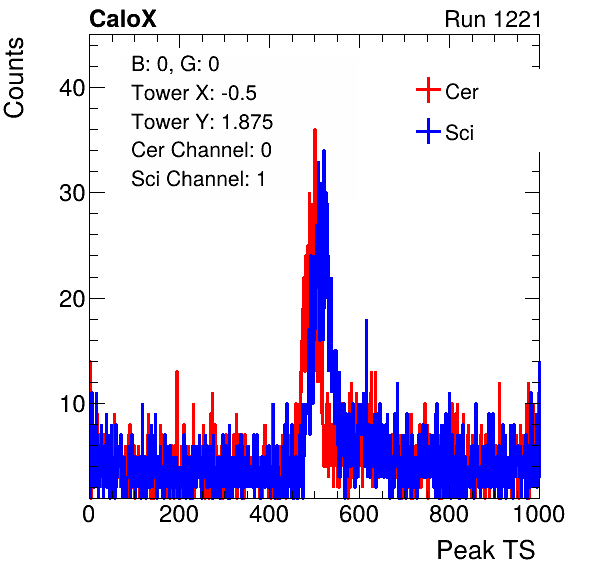 CaloX Run 1221
Counts
B: 0, G: 0
Tower X: -0.5
Tower Y: 1.875
Cer Channel: 0
Sci Channel: 1
Cer
Sci
40
30
20
10
0 200 400 600 800 1000
Peak TS